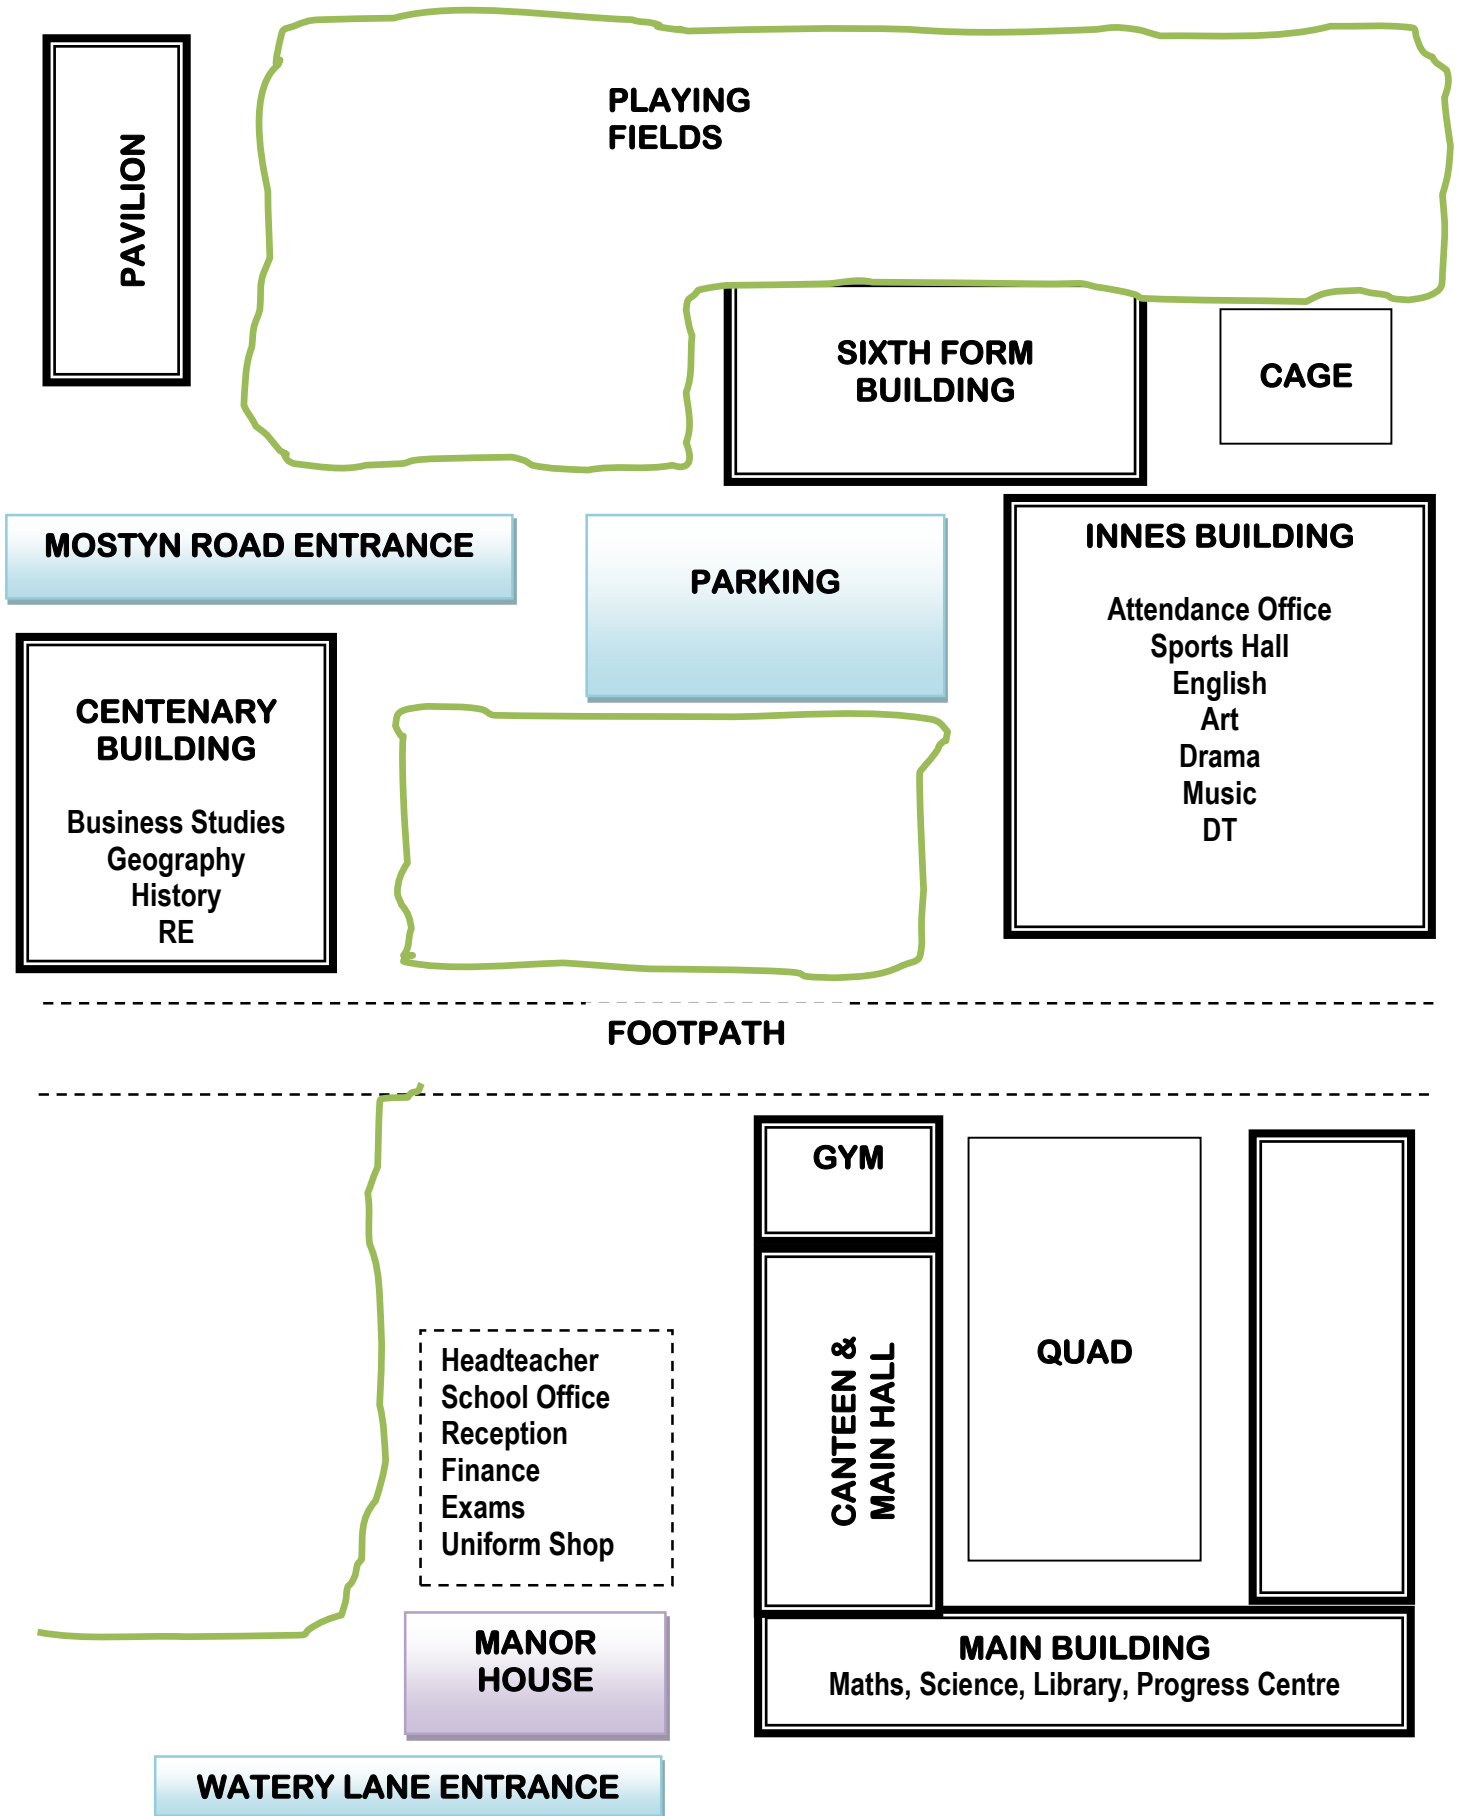 PLAYING
FIELDS
PAVILION
SIXTH FORM
BUILDING
CAGE
MOSTYN ROAD ENTRANCE
PARKING
INNES BUILDING
Attendance Office
Sports Hall
English
Art
Drama
Music
DT
CENTENARY
BUILDING
Business Studies
Geography
History
RE
FOOTPATH
GYM
CANTEEN &
MAIN HALL
QUAD
Headteacher
School Office
Reception
Finance
Exams
Uniform Shop
MANOR
HOUSE
MAIN BUILDING
Maths, Science, Library, Progress Centre
WATERY LANE ENTRANCE